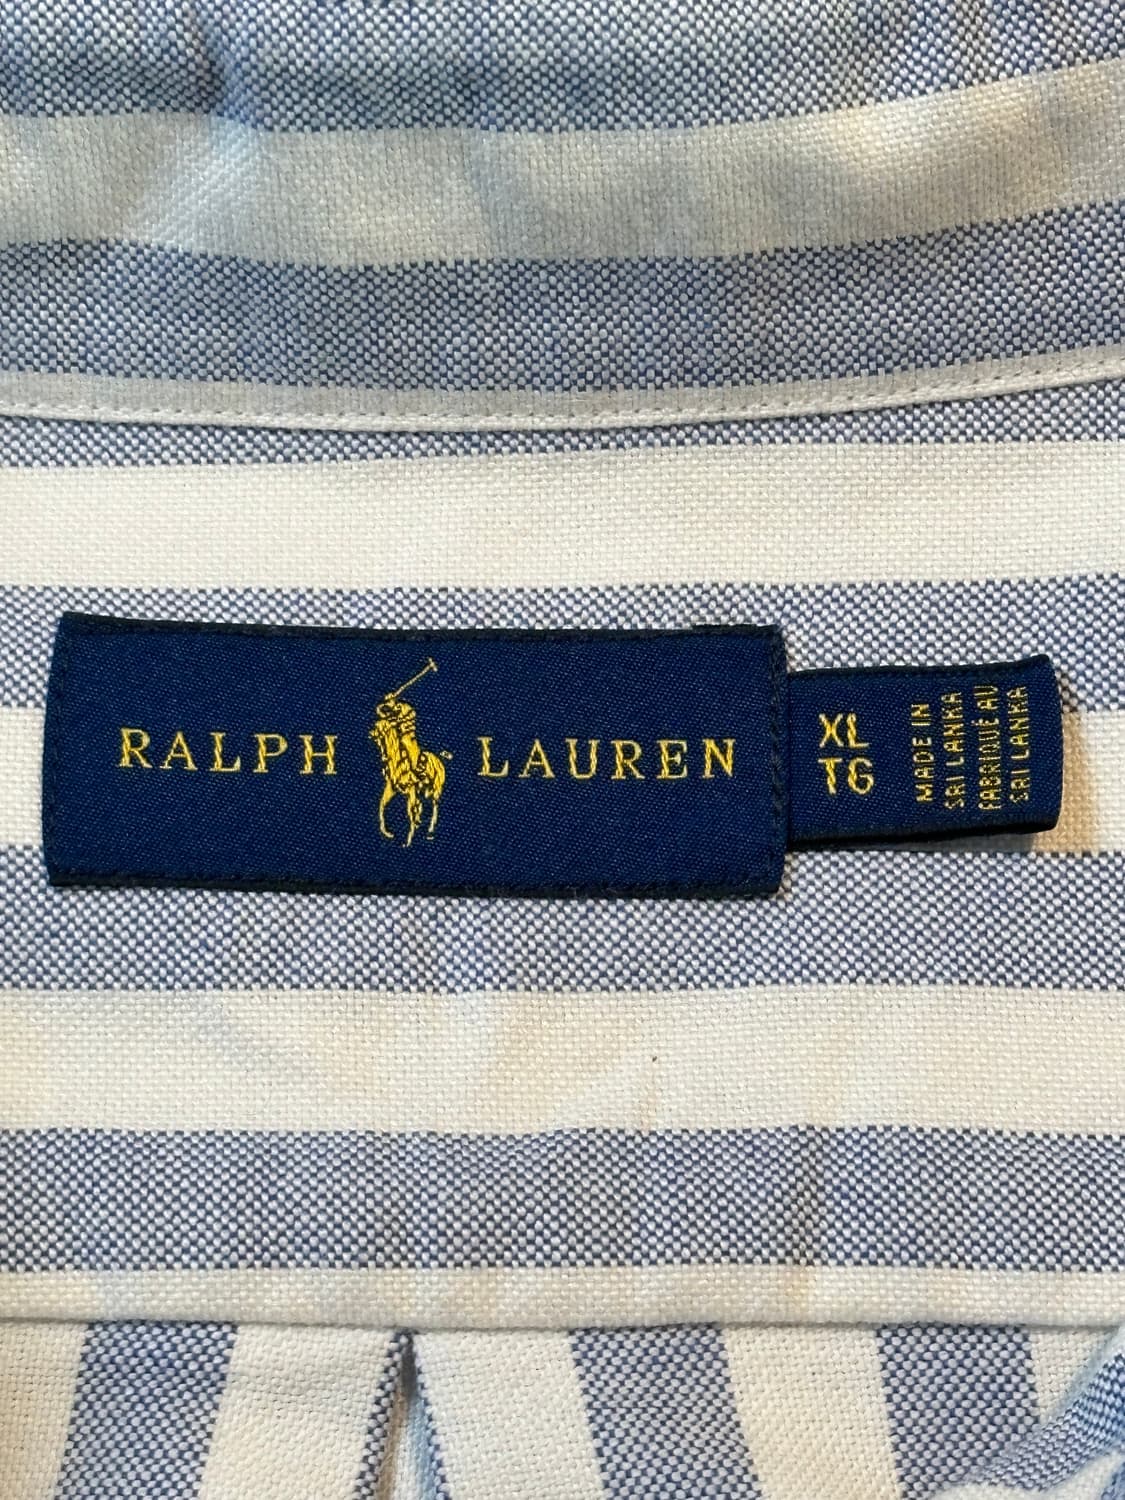 RALPH LAUREN
XL
TG
MADE IN
SRI LANKA
FABRIQUÉ AU
SRI LANKA